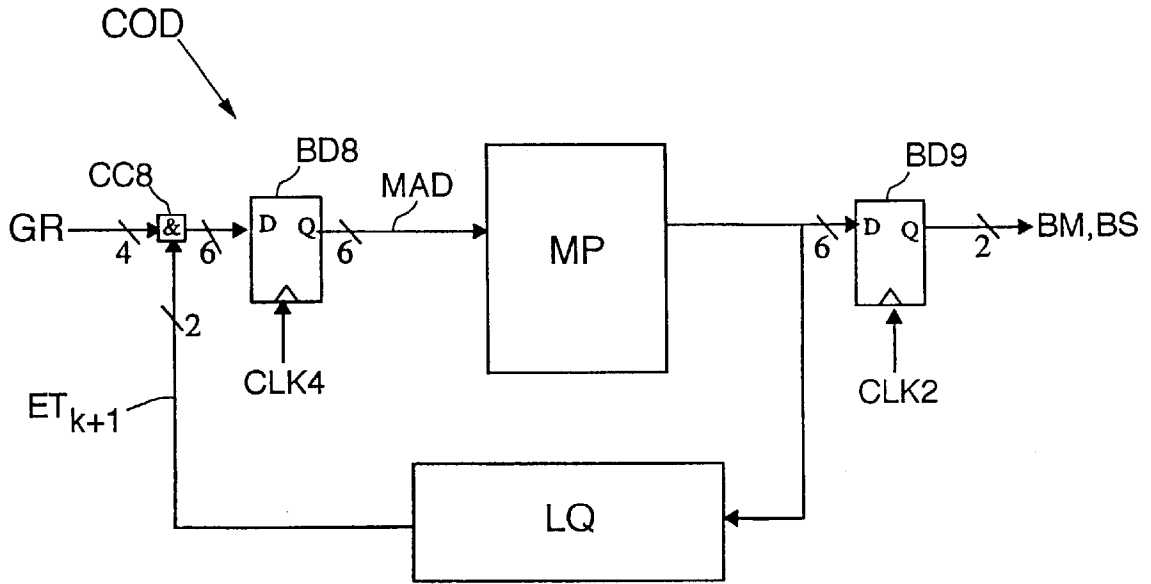 COD
BD8
CC8
MAD
BD9
GR
4
&
6
D
Q
6
MP
6
D
Q
2
BM,BS
2
CLK4
CLK2
ET k+1
LQ